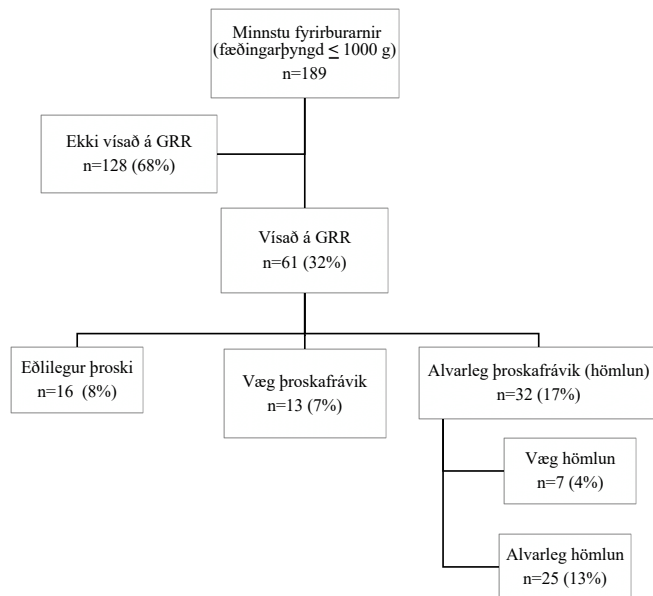 Minnstu fyrirburarnir
(fæðingarþyngd ≤ 1000 g)
n=189
Ekki vísað á GRR
n=128 (68%)
Vísað á GRR
n=61 (32%)
Eðlilegur þroski
n=16 (8%)
Væg þroskafrávik
n=13 (7%)
Alvarleg þroskafrávik (hömlun)
n=32 (17%)
Væg hömlun
n=7 (4%)
Alvarleg hömlun
n=25 (13%)